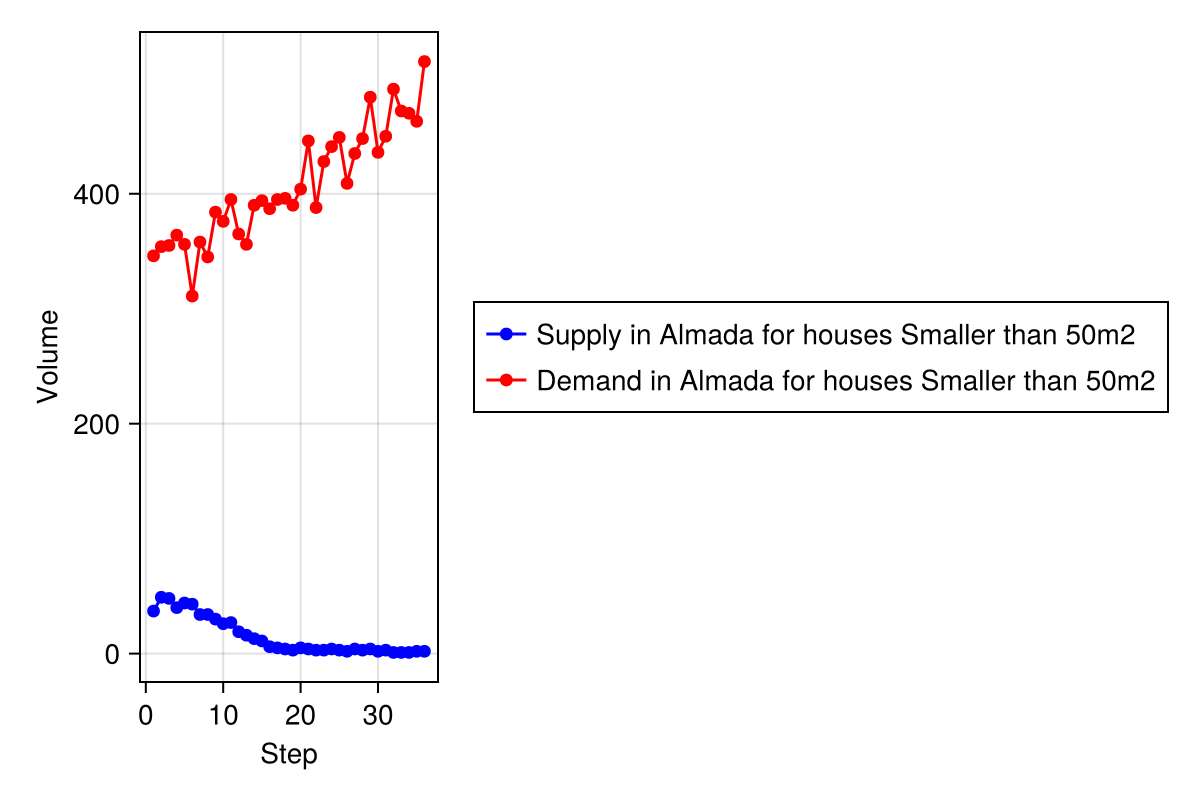 Volume
400
200
0
0 10 20 30
Step
Supply in Almada for houses Smaller than 50m2
Demand in Almada for houses Smaller than 50m2